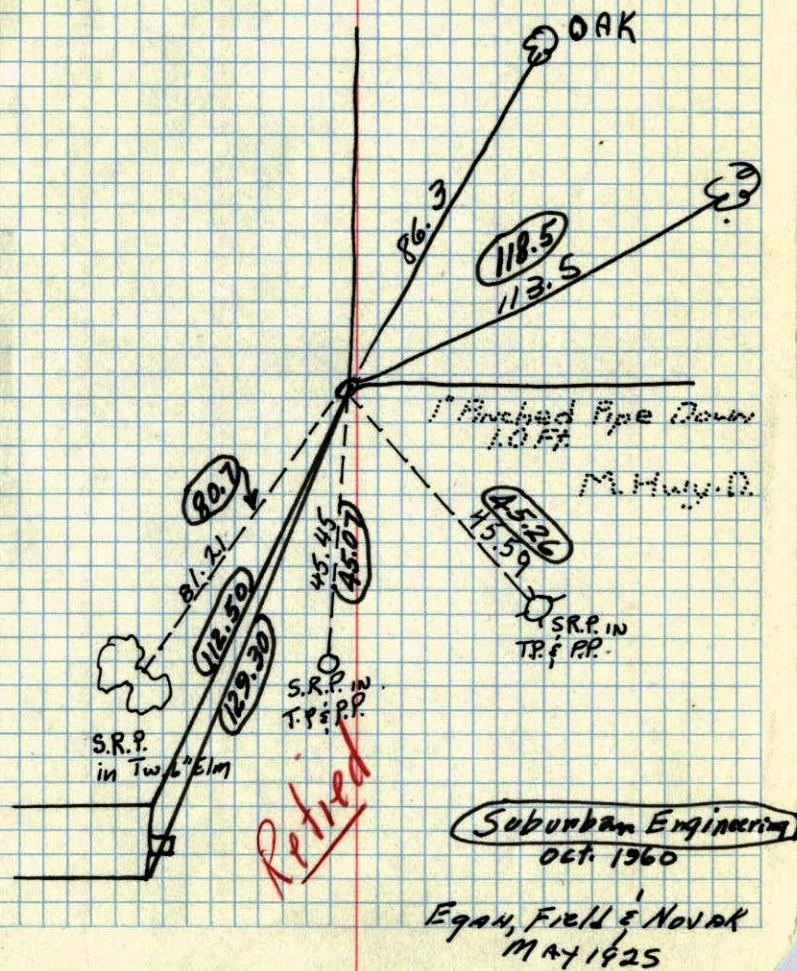 OAK
86.3
118.5
113.5
1" Pinched Pipe Down
1.0 Ft.
M. Hwy. D.
80.7
81.21
45.45
45.07
45.26
45.59
112.50
129.30
S.R.P. IN
T.P. & P.P.
S.R.P. IN
T.P. & P.P.
S.R.P.
in Tw. 6" Elm
Retied
Suburban Engineering
Oct. 1960
Egan, Field & Novak
MAY 1925